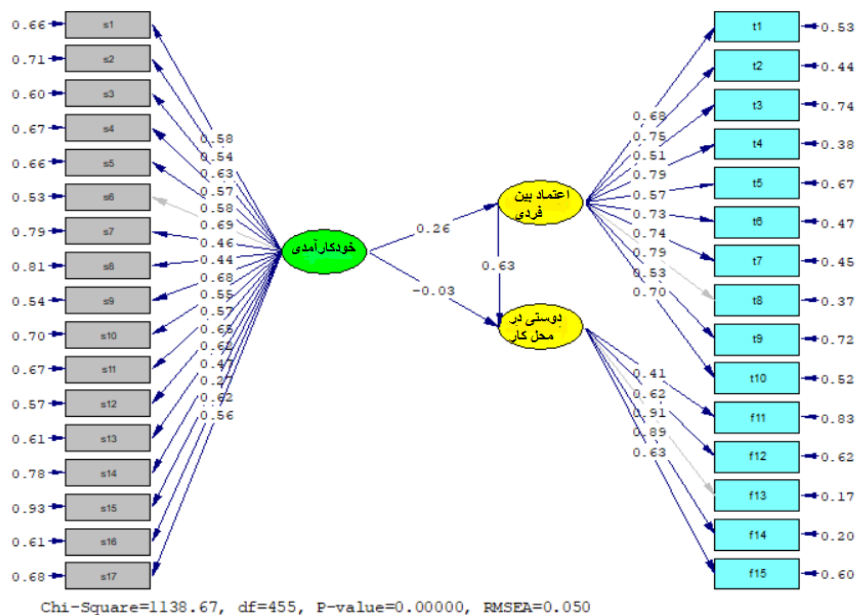 0.66 s1
0.71 s2
0.60 s3
0.67 s4
0.66 s5
0.53 s6
0.79 s7
0.81 s8
0.54 s9
0.70 s10
0.67 s11
0.57 s12
0.61 s13
0.78 s14
0.93 s15
0.61 s16
0.68 s17
0.58
0.54
0.63
0.57
0.58
0.69
0.46
0.44
0.68
0.55
0.57
0.65
0.62
0.47
0.27
0.62
0.56
خودکارآمدی
0.26
-0.03
اعتماد بین
فردی
0.63
دوستی در
محل کار
0.68
0.75
0.51
0.79
0.57
0.73
0.74
0.79
0.53
0.70
0.41
0.62
0.91
0.89
0.63
t1 0.53
t2 0.44
t3 0.74
t4 0.38
t5 0.67
t6 0.47
t7 0.45
t8 0.37
t9 0.72
t10 0.52
f11 0.83
f12 0.62
f13 0.17
f14 0.20
f15 0.60
Chi-Square=1138.67, df=455, P-value=0.00000, RMSEA=0.050